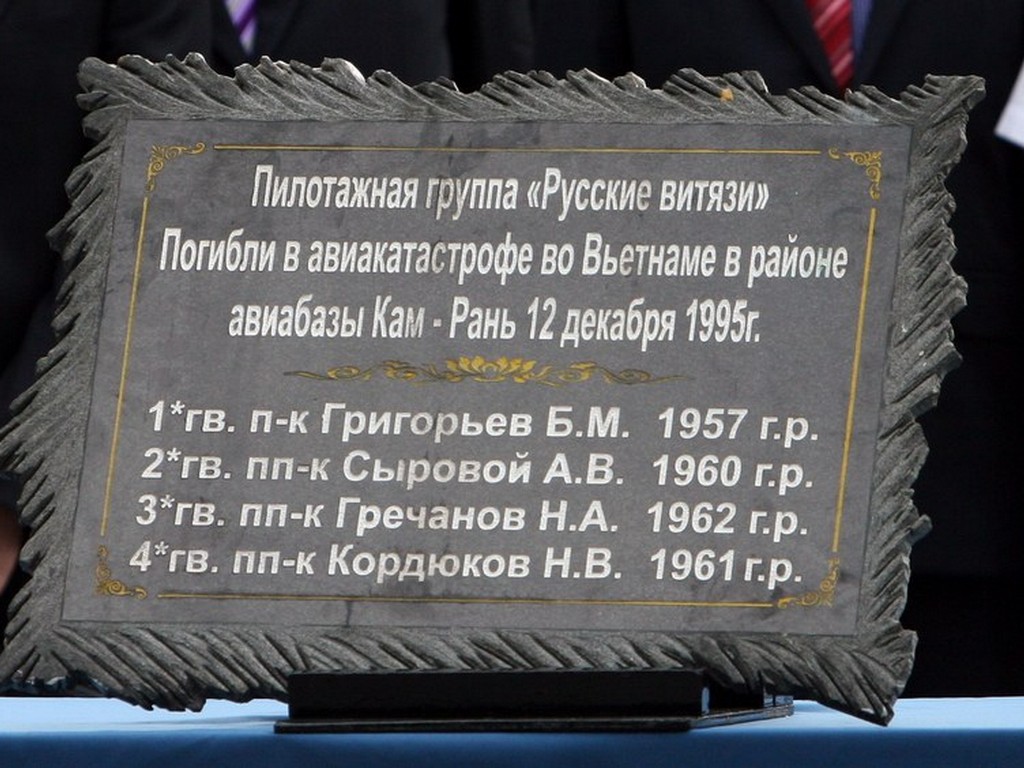 Пилотажная группа «Русские витязи»
Погибли в авиакатастрофе во Вьетнаме в районе
авиабазы Кам - Рань 12 декабря 1995г.
1*гв. п-к Григорьев Б.М. 1957 г.р.
2*гв. пп-к Сыровой А.В. 1960 г.р.
3*гв. пп-к Гречанов Н.А. 1962 г.р.
4*гв. пп-к Кордюков Н.В. 1961 г.р.